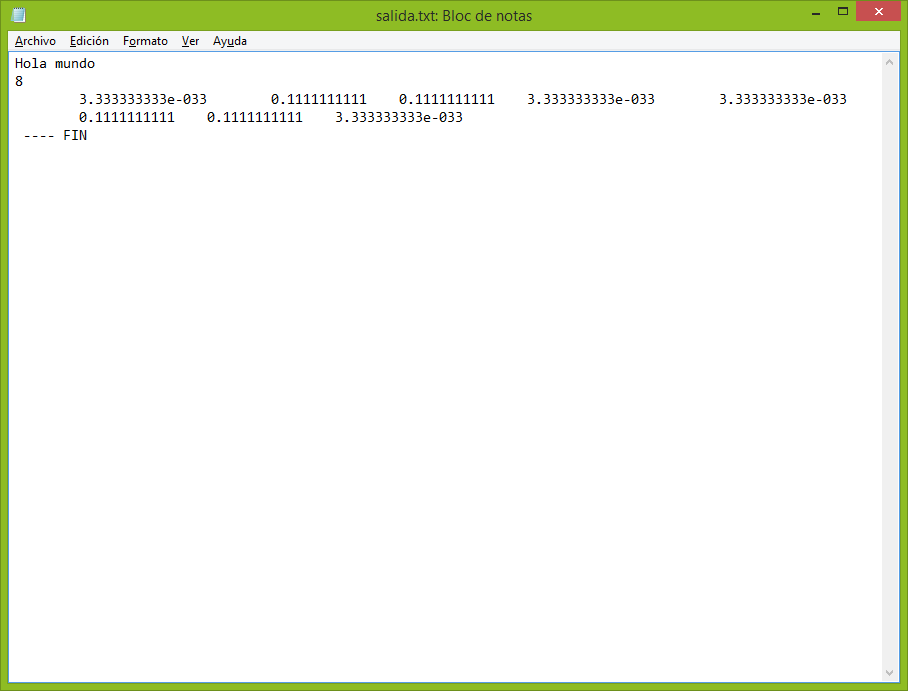 salida.txt: Bloc de notas
Archivo Edición Formato Ver Ayuda
Hola mundo
8
3.333333333e-033 0.1111111111 0.1111111111 3.333333333e-033 3.333333333e-033
0.1111111111 0.1111111111 3.333333333e-033
---- FIN